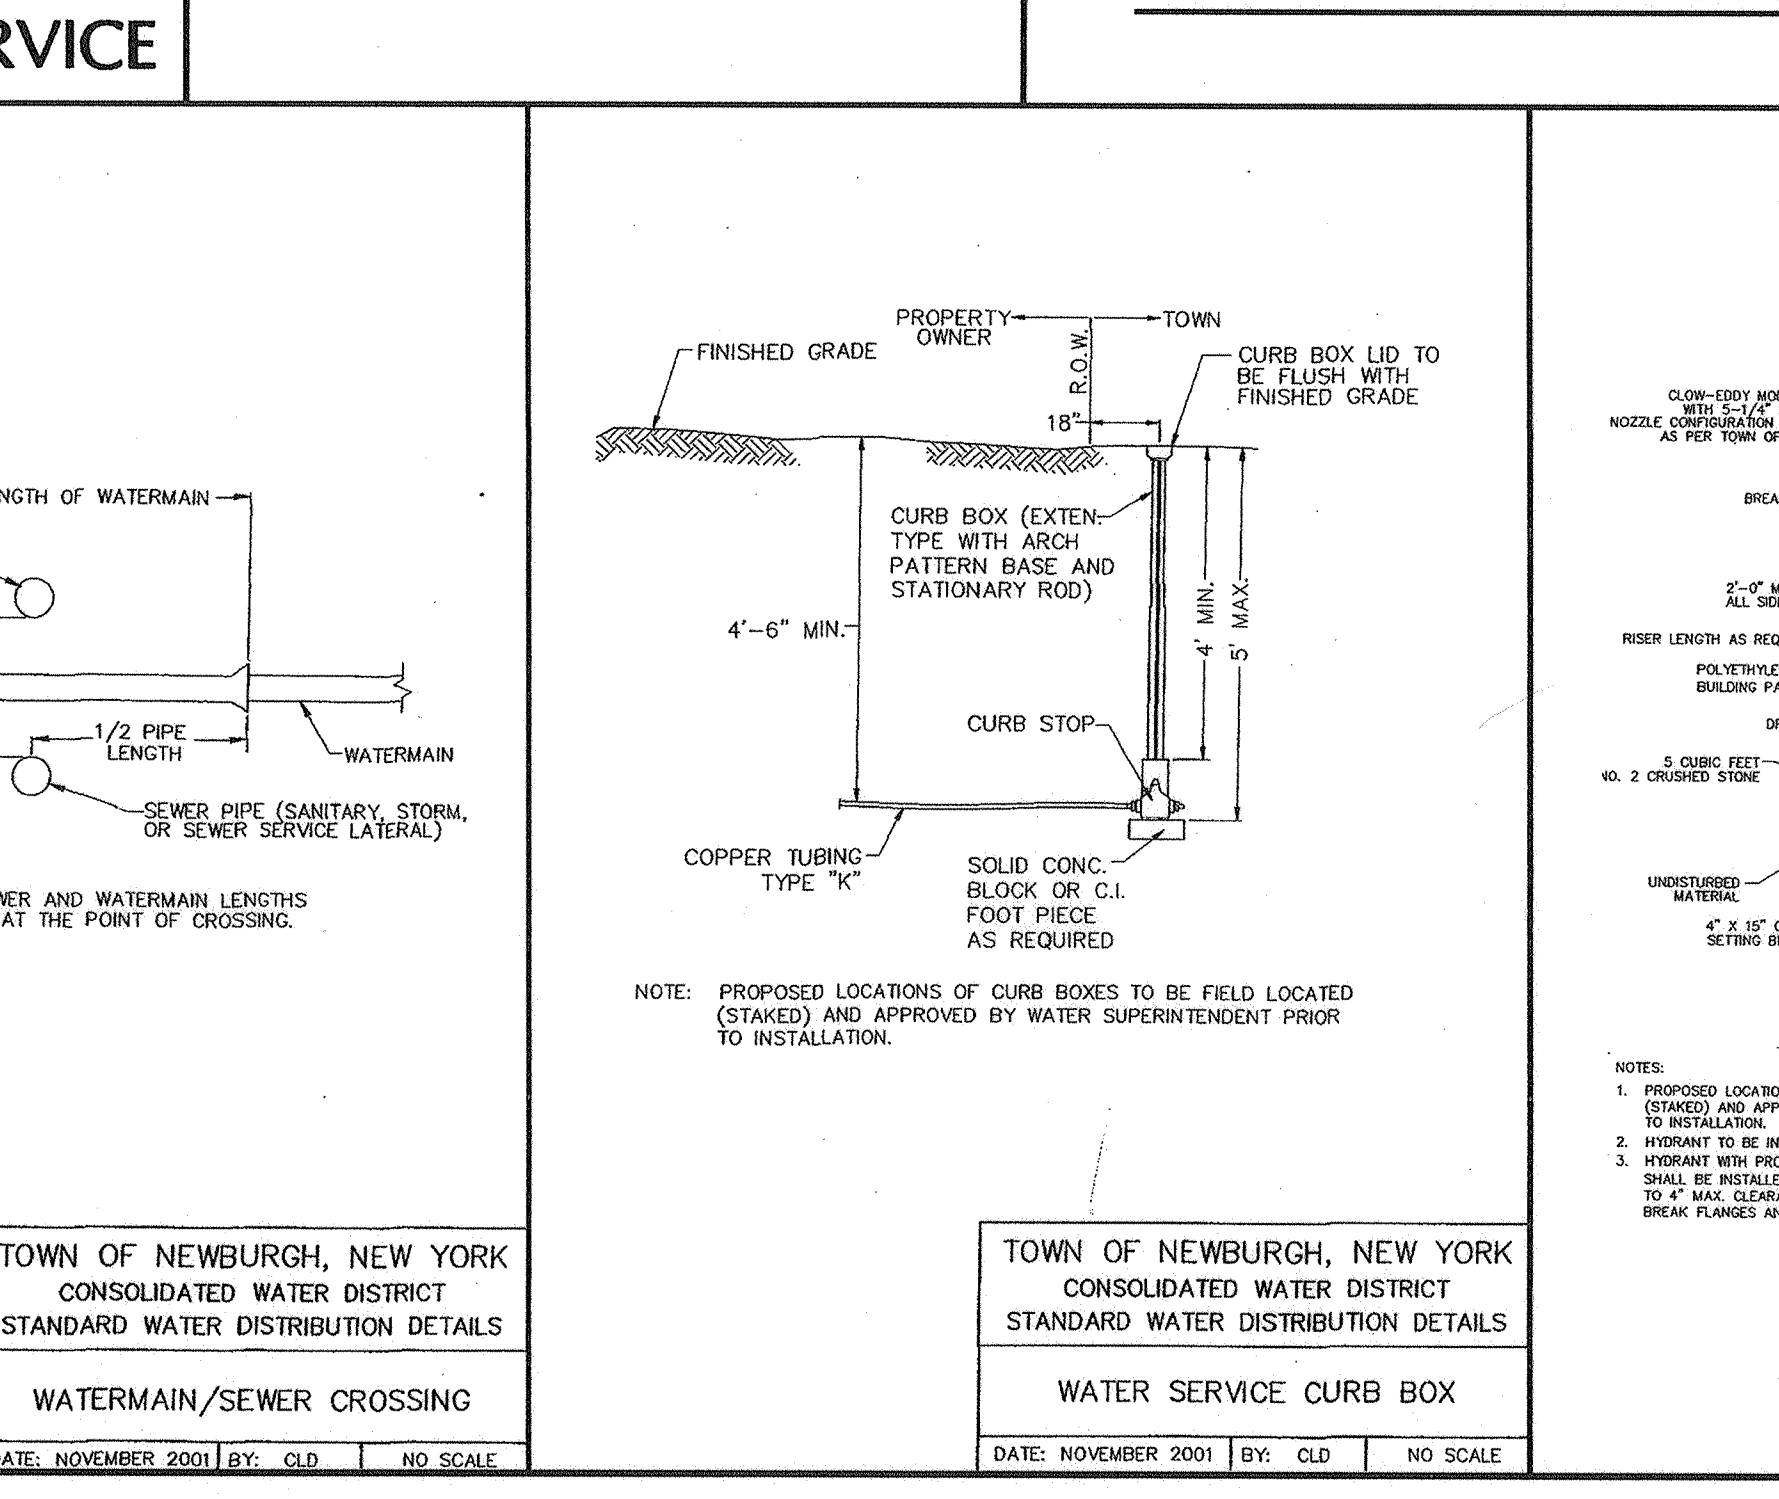 RVICE
NGTH OF WATERMAIN
1/2 PIPE
LENGTH
WATERMAIN
SEWER PIPE (SANITARY, STORM,
OR SEWER SERVICE LATERAL)
WER AND WATERMAIN LENGTHS
AT THE POINT OF CROSSING.
TOWN OF NEWBURGH, NEW YORK
CONSOLIDATED WATER DISTRICT
STANDARD WATER DISTRIBUTION DETAILS
WATERMAIN/SEWER CROSSING
ATE: NOVEMBER 2001 BY: CLD NO SCALE
PROPERTY
OWNER
TOWN
R.O.W.
FINISHED GRADE
CURB BOX LID TO
BE FLUSH WITH
FINISHED GRADE
18"
CURB BOX (EXTEN.
TYPE WITH ARCH
PATTERN BASE AND
STATIONARY ROD)
4'-6" MIN.
4' MIN.
5' MAX.
CURB STOP
COPPER TUBING
TYPE "K"
SOLID CONC.
BLOCK OR C.I.
FOOT PIECE
AS REQUIRED
NOTE: PROPOSED LOCATIONS OF CURB BOXES TO BE FIELD LOCATED
(STAKED) AND APPROVED BY WATER SUPERINTENDENT PRIOR
TO INSTALLATION.
TOWN OF NEWBURGH, NEW YORK
CONSOLIDATED WATER DISTRICT
STANDARD WATER DISTRIBUTION DETAILS
WATER SERVICE CURB BOX
DATE: NOVEMBER 2001 BY: CLD NO SCALE
CLOW-EDDY MO
WITH 5-1/4"
NOZZLE CONFIGURATION
AS PER TOWN OF
BREA
2'-0" M
ALL SID
RISER LENGTH AS REQ
POLYETHYLE
BUILDING PA
DR
5 CUBIC FEET
NO. 2 CRUSHED STONE
UNDISTURBED
MATERIAL
4" X 15" C
SETTING B
NOTES:
1. PROPOSED LOCATIO
(STAKED) AND APP
TO INSTALLATION.
2. HYDRANT TO BE IN
3. HYDRANT WITH PRO
SHALL BE INSTALLE
TO 4" MAX. CLEARA
BREAK FLANGES AN